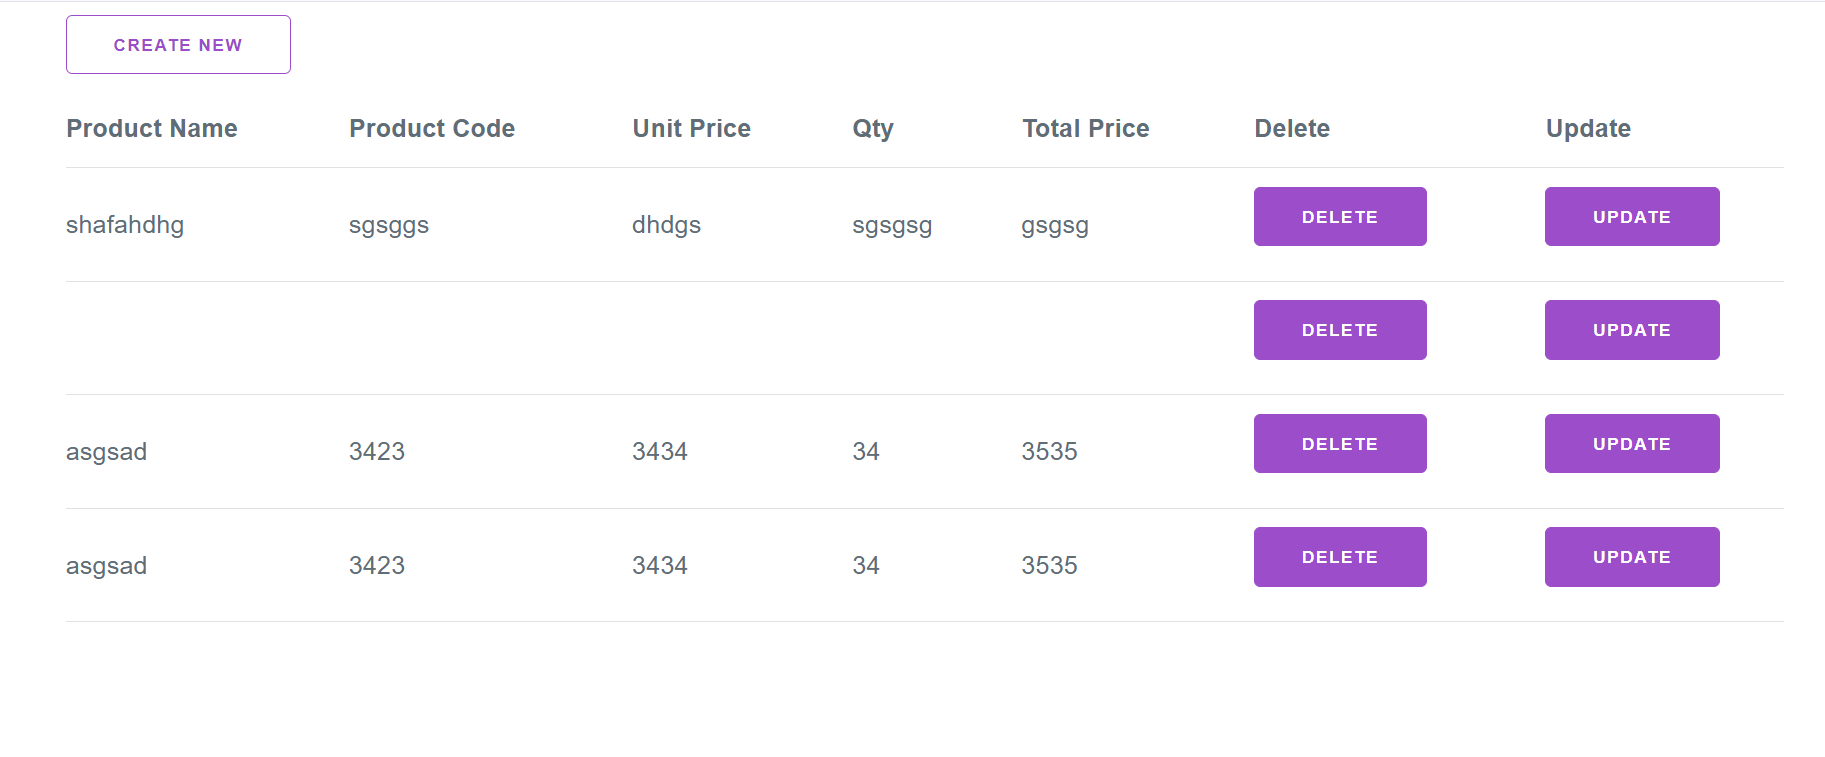 CREATE NEW
Product Name Product Code Unit Price Qty Total Price Delete Update
shafahdhg sgsggs dhdgs sgsgsg gsgsg DELETE UPDATE
DELETE UPDATE
asgsad 3423 3434 34 3535 DELETE UPDATE
asgsad 3423 3434 34 3535 DELETE UPDATE